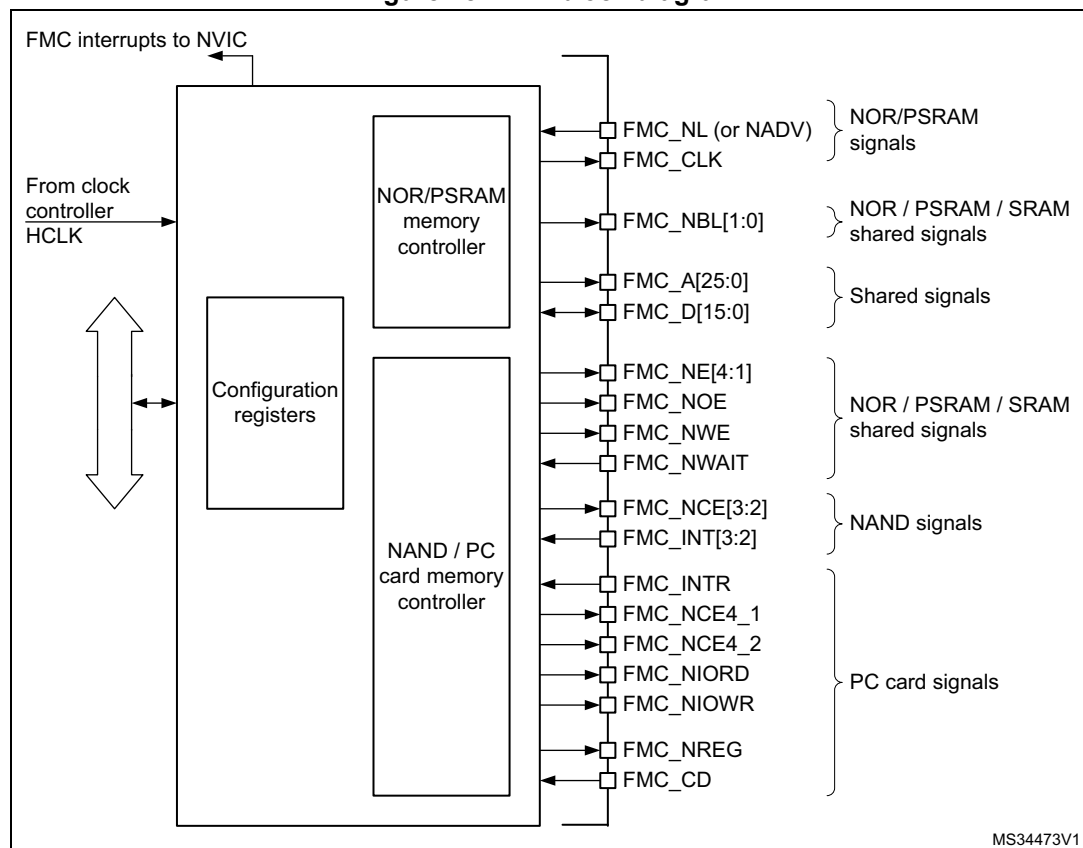 FMC interrupts to NVIC
From clock
controller
HCLK
NOR/PSRAM
memory
controller
Configuration
registers
NAND / PC
card memory
controller
FMC_NL (or NADV)
FMC_CLK
FMC_NBL[1:0]
FMC_A[25:0]
FMC_D[15:0]
FMC_NE[4:1]
FMC_NOE
FMC_NWE
FMC_NWAIT
FMC_NCE[3:2]
FMC_INT[3:2]
FMC_INTR
FMC_NCE4_1
FMC_NCE4_2
FMC_NIORD
FMC_NIOWR
FMC_NREG
FMC_CD
NOR/PSRAM
signals
NOR / PSRAM / SRAM
shared signals
Shared signals
NOR / PSRAM / SRAM
shared signals
NAND signals
PC card signals
MS34473V1